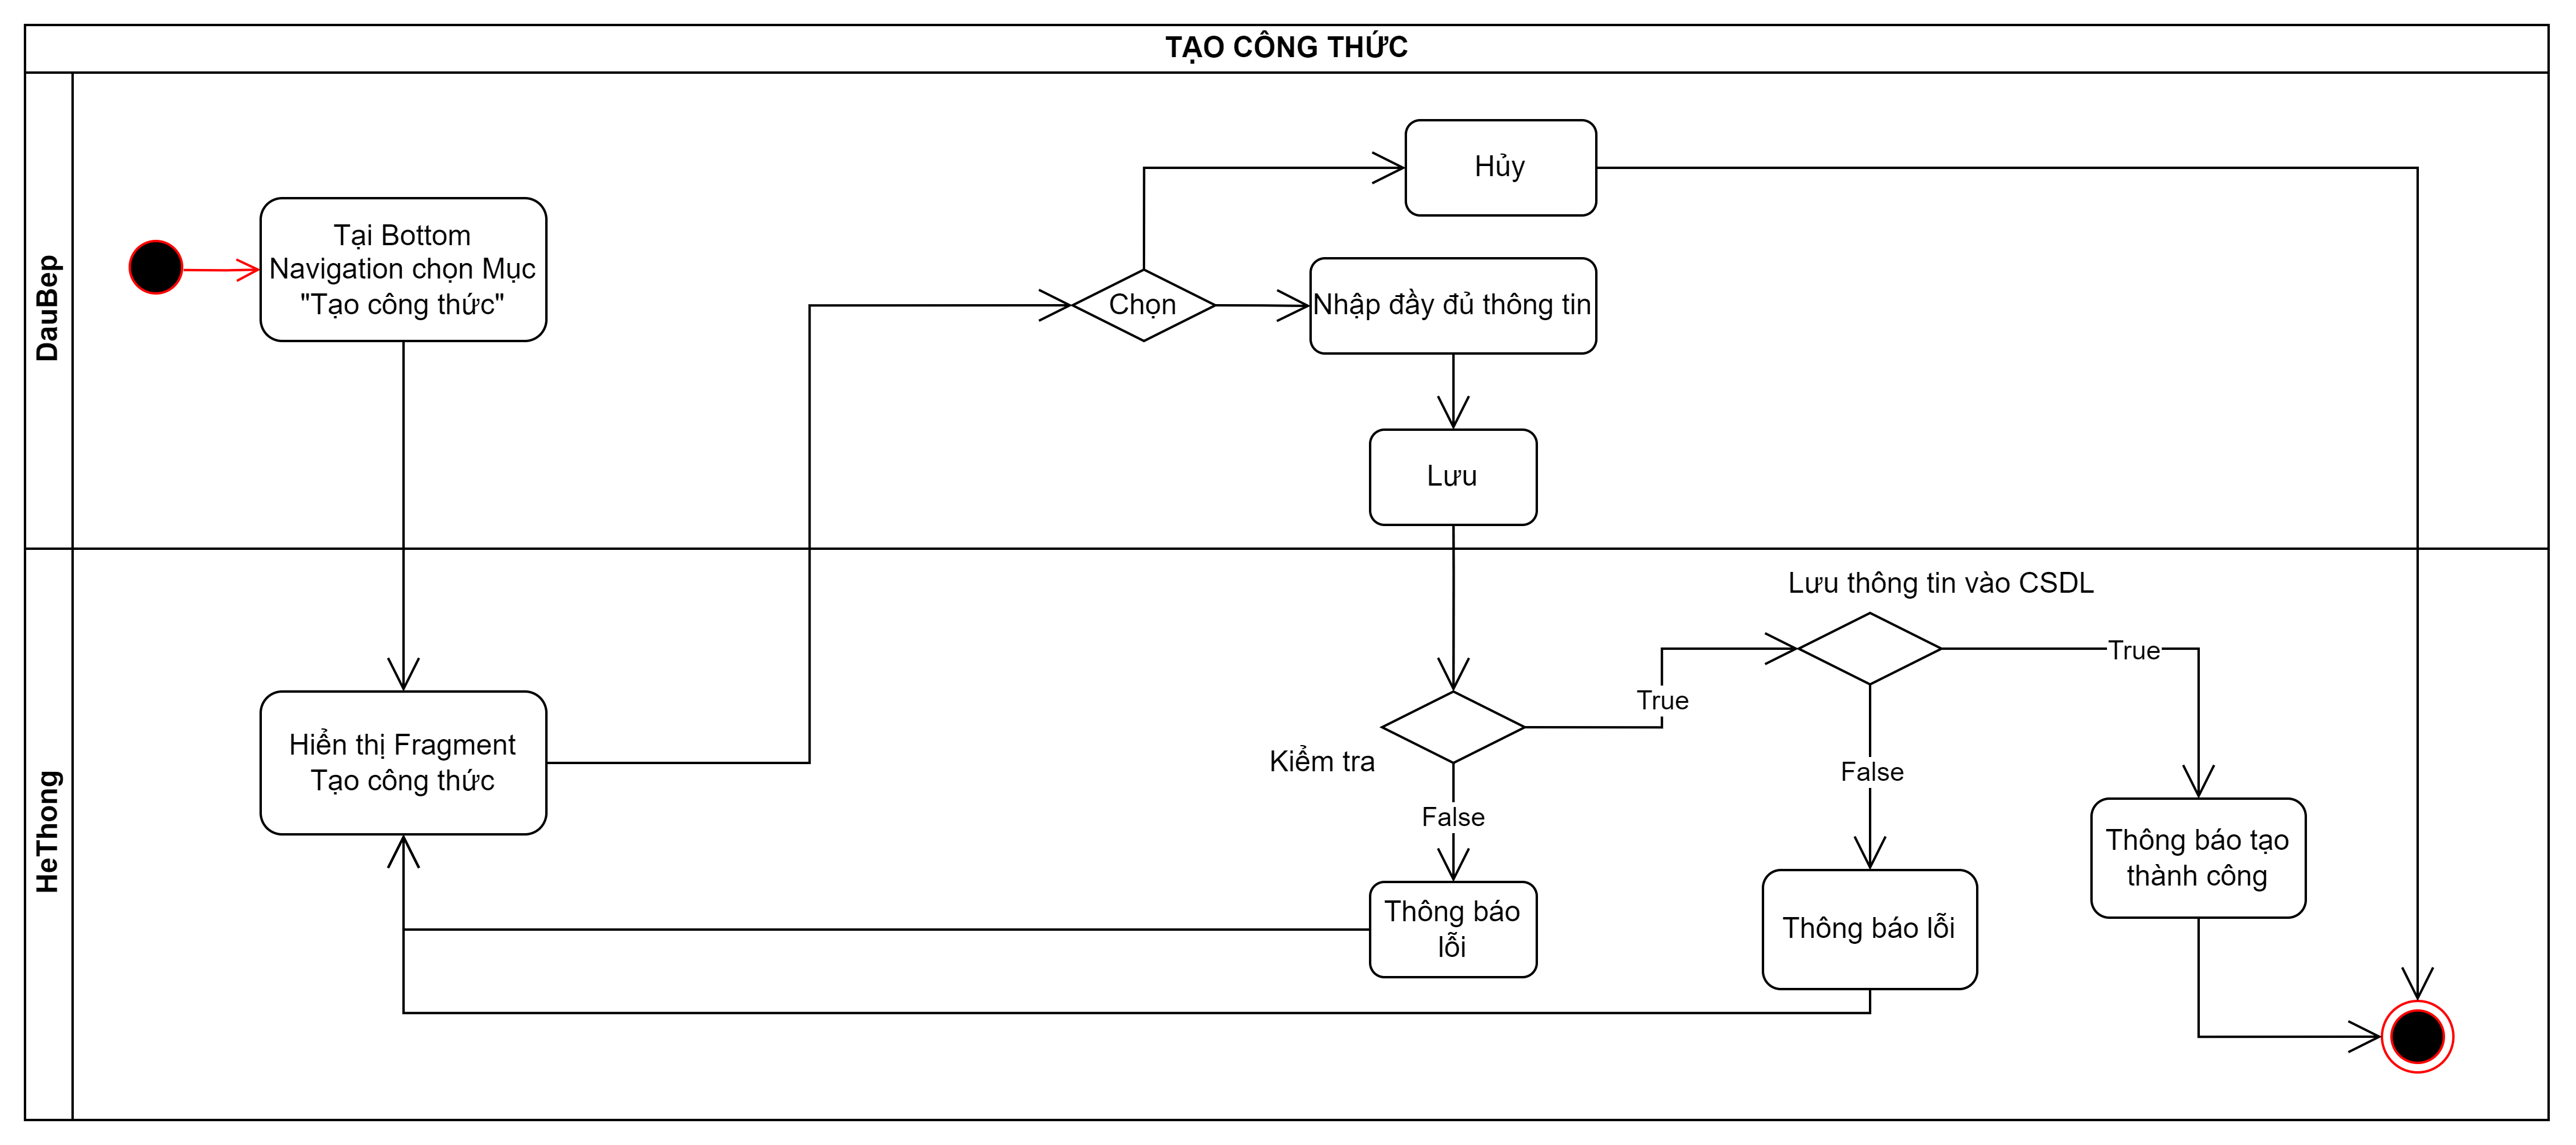 TẠO CÔNG THỨC
DauBep
Tại Bottom
Navigation chọn Mục
"Tạo công thức"
Hủy
Chọn
Nhập đầy đủ thông tin
Lưu
HeThong
Hiển thị Fragment
Tạo công thức
Kiểm tra
True
False
Thông báo
lỗi
Lưu thông tin vào CSDL
True
False
Thông báo lỗi
Thông báo tạo
thành công